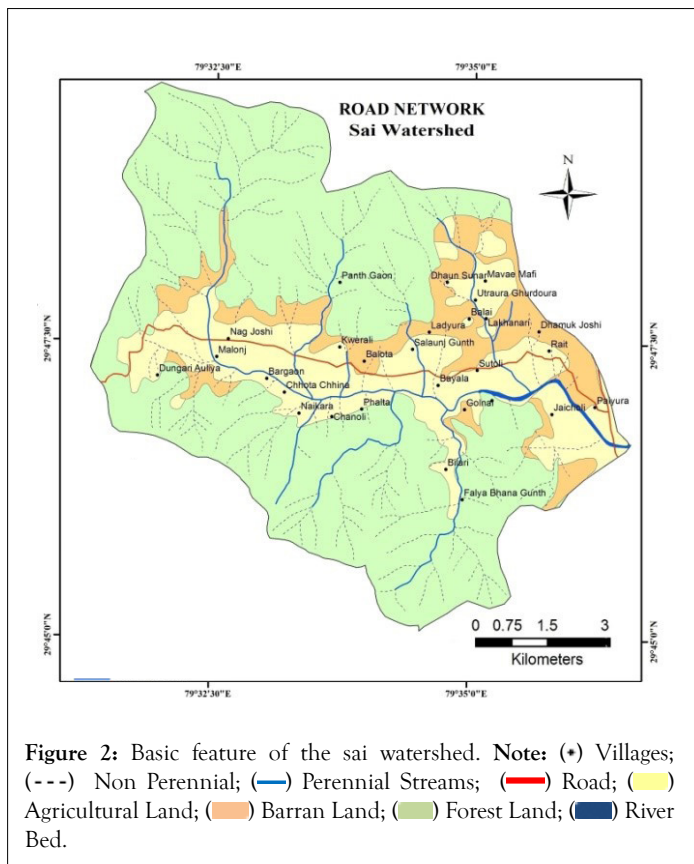 79°32'30"E 79°35'0"E
ROAD NETWORK
Sai Watershed
N
Panth Gaon
Dhaun Sunar Mavae Mafi
Utraura Ghurdoura
Balai
Lakhanari
Ladyura
Dhamuk Joshi
29°47'30"N
Nag Joshi
Kwerali
Salaunj Gunth
Rait
29°47'30"N
Malonj
Balota
Sutoli
Dungari Auliya
Bargaon
Bayala
Chhota Chhina
Naikara
Phalta
Golnai
Paiyura
Chanoli
Jaicholi
Bilari
Falya Bhana Gunth
0 0.75 1.5 3
Kilometers
29°45'0"N
29°45'0"N
79°32'30"E 79°35'0"E
Figure 2: Basic feature of the sai watershed. Note: (•) Villages;
(---) Non Perennial; (—) Perennial Streams; (—) Road; ( )
Agricultural Land; ( ) Barran Land; ( ) Forest Land; ( ) River
Bed.